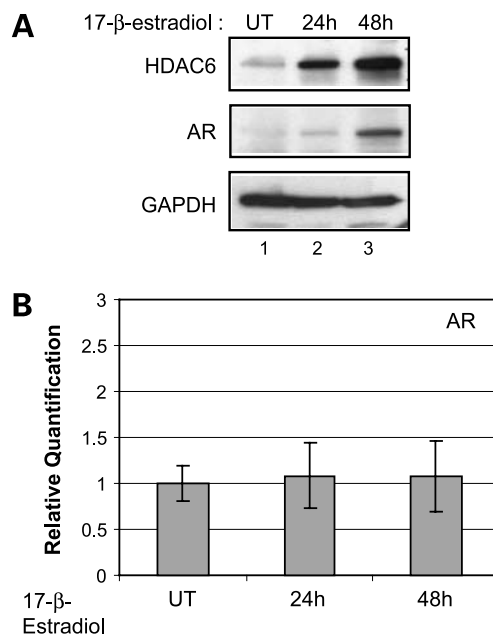 A
17-β-estradiol : UT 24h 48h
HDAC6
AR
GAPDH
1 2 3
B
3
AR
2.5
2
1.5
1
0.5
0
Relative Quantification
17-β-
Estradiol
UT 24h 48h